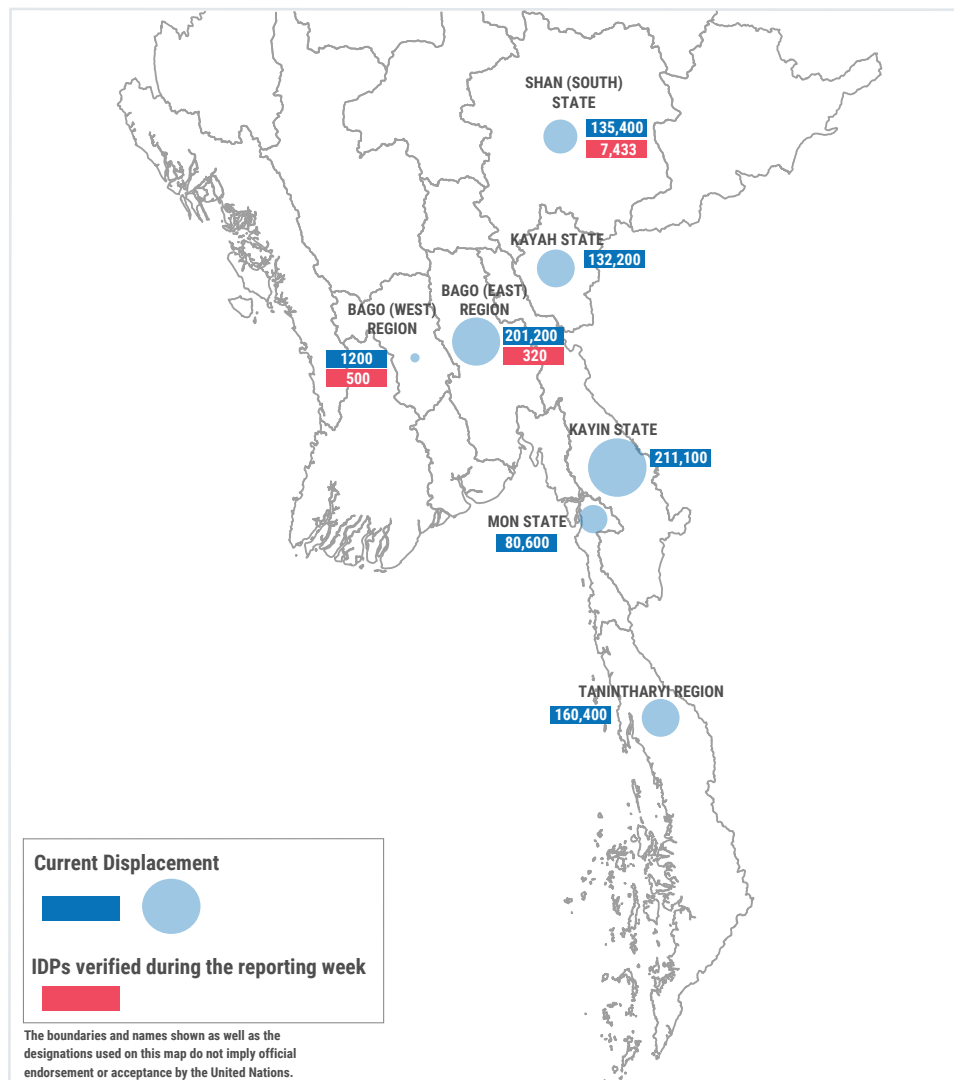 SHAN (SOUTH)
STATE
135,400
7,433
KAYAH STATE
132,200
BAGO (EAST)
REGION
201,200
320
BAGO (WEST)
REGION
1200
500
KAYIN STATE
211,100
MON STATE
80,600
TANINTHARYI REGION
160,400
Current Displacement
IDPs verified during the reporting week
The boundaries and names shown as well as the
designations used on this map do not imply official
endorsement or acceptance by the United Nations.